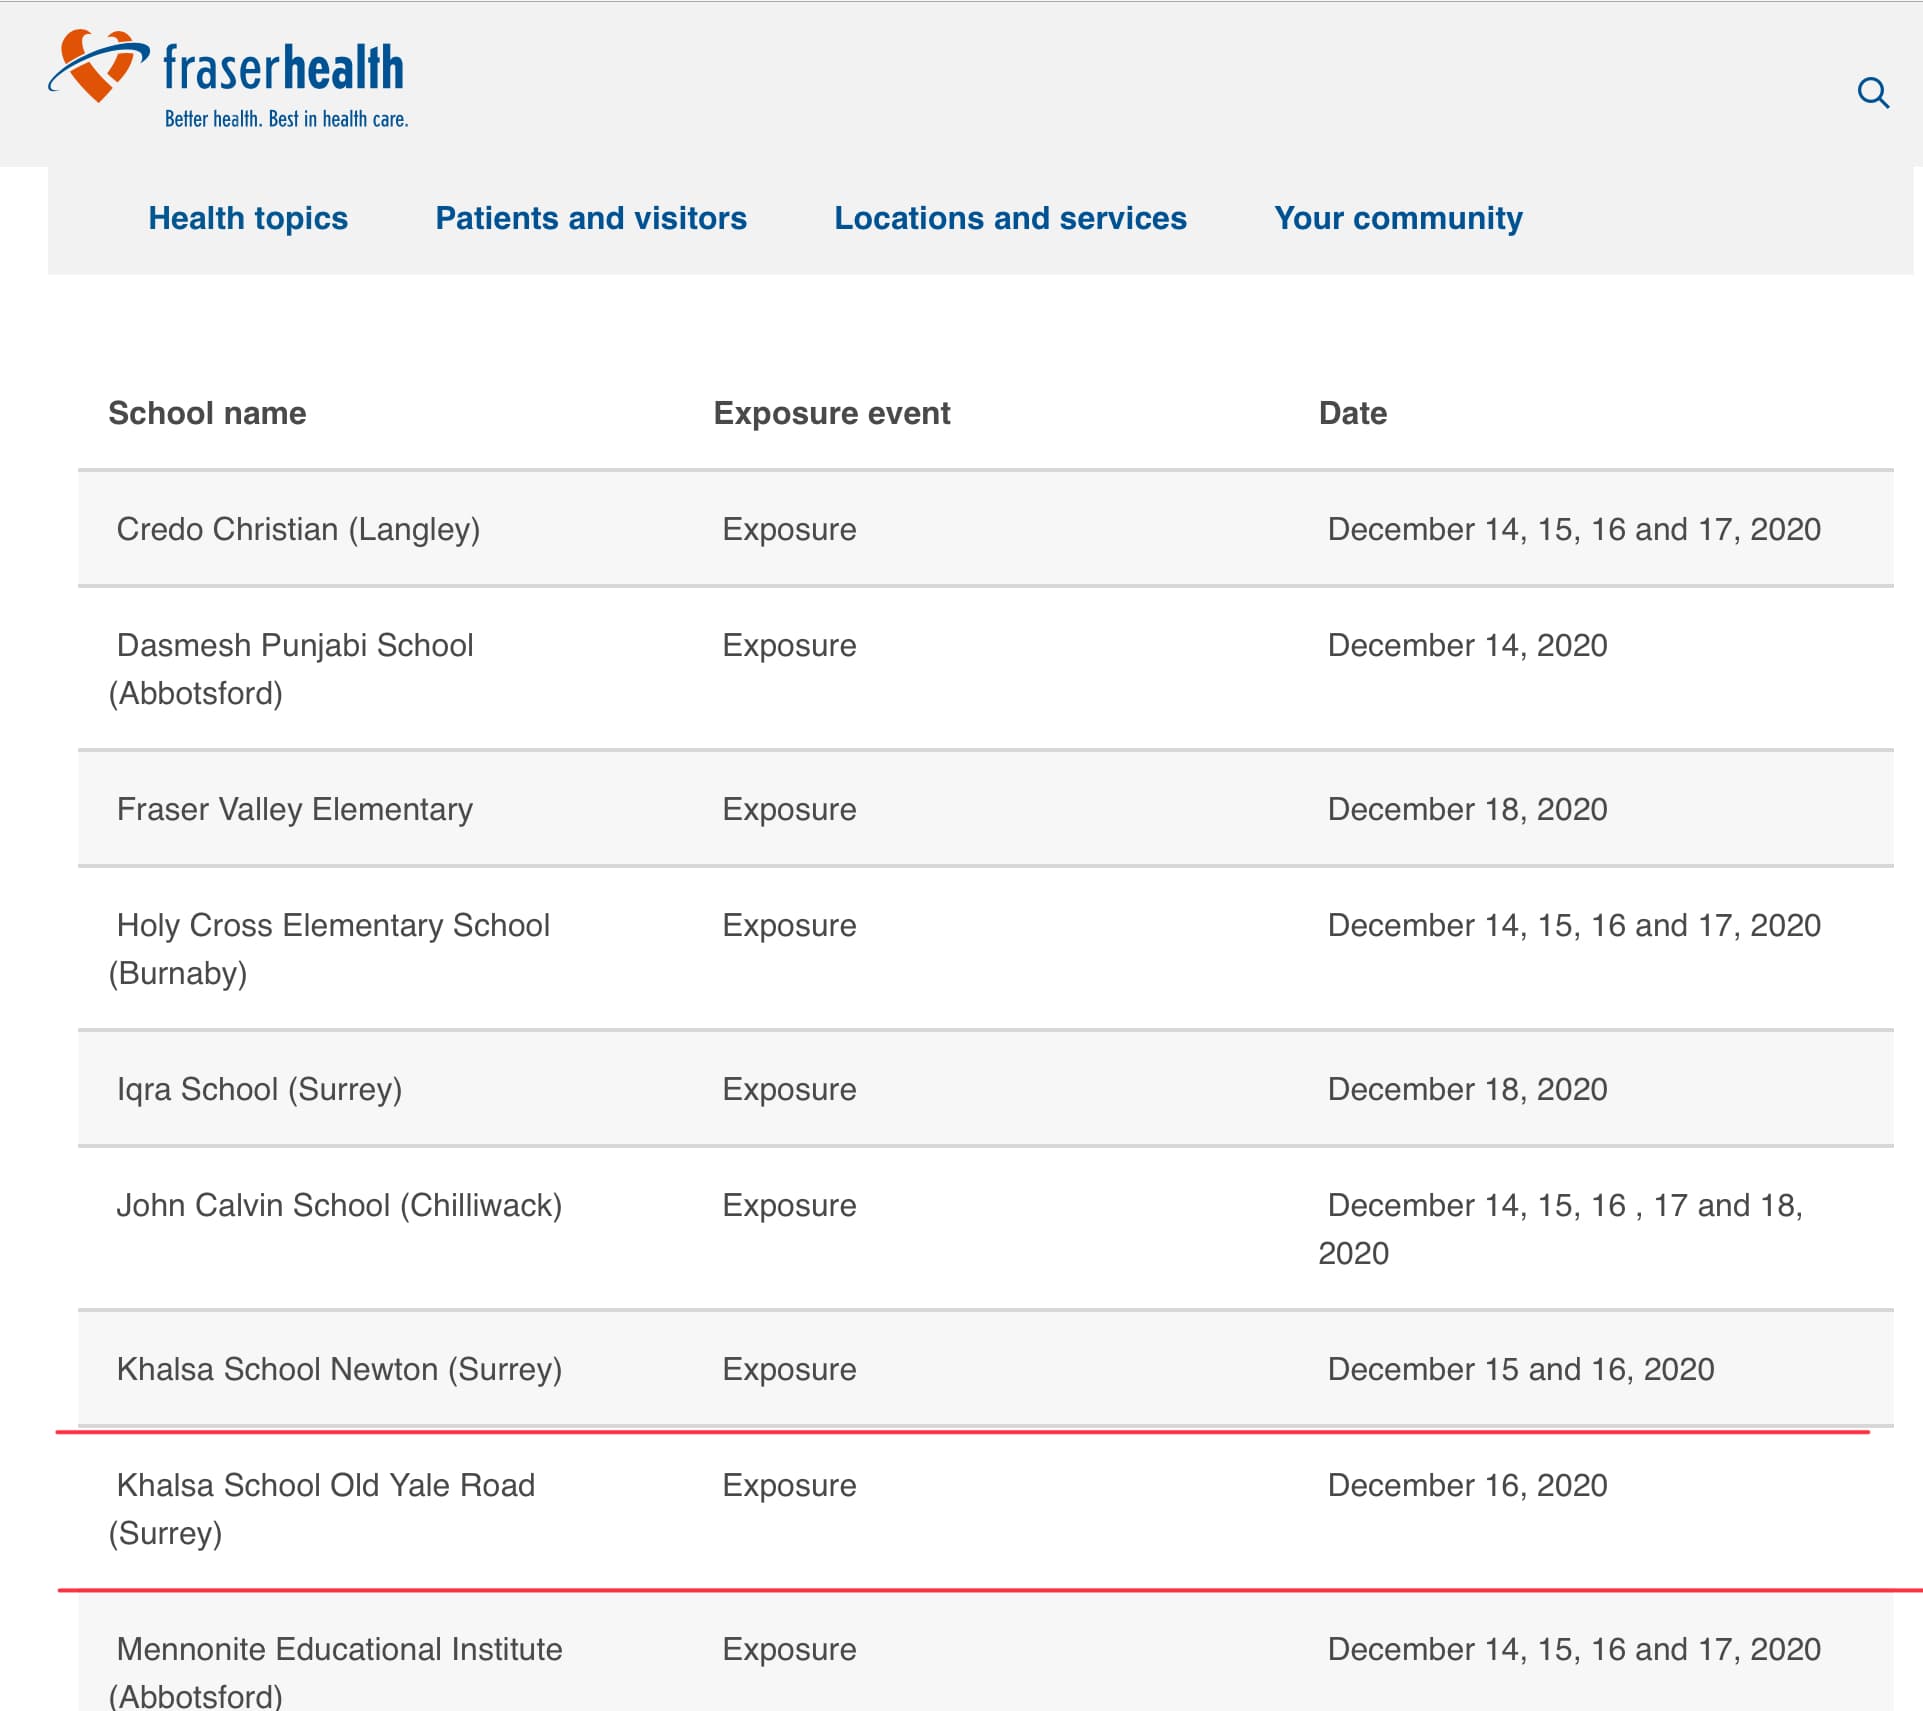 fraserhealth
Better health. Best in health care.
Health topics Patients and visitors Locations and services Your community
School name Exposure event Date
Credo Christian (Langley) Exposure December 14, 15, 16 and 17, 2020
Dasmesh Punjabi School Exposure December 14, 2020
(Abbotsford)
Fraser Valley Elementary Exposure December 18, 2020
Holy Cross Elementary School Exposure December 14, 15, 16 and 17, 2020
(Burnaby)
Iqra School (Surrey) Exposure December 18, 2020
John Calvin School (Chilliwack) Exposure December 14, 15, 16 , 17 and 18,
2020
Khalsa School Newton (Surrey) Exposure December 15 and 16, 2020
Khalsa School Old Yale Road Exposure December 16, 2020
(Surrey)
Mennonite Educational Institute Exposure December 14, 15, 16 and 17, 2020
(Abbotsford)